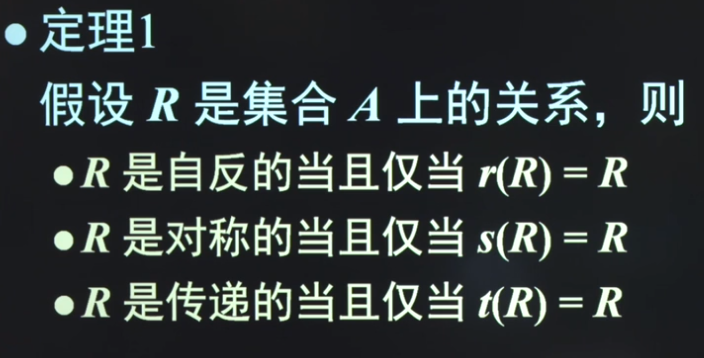 ● 定理1
假设 R 是集合 A 上的关系，则
● R 是自反的当且仅当 r(R) = R
● R 是对称的当且仅当 s(R) = R
● R 是传递的当且仅当 t(R) = R